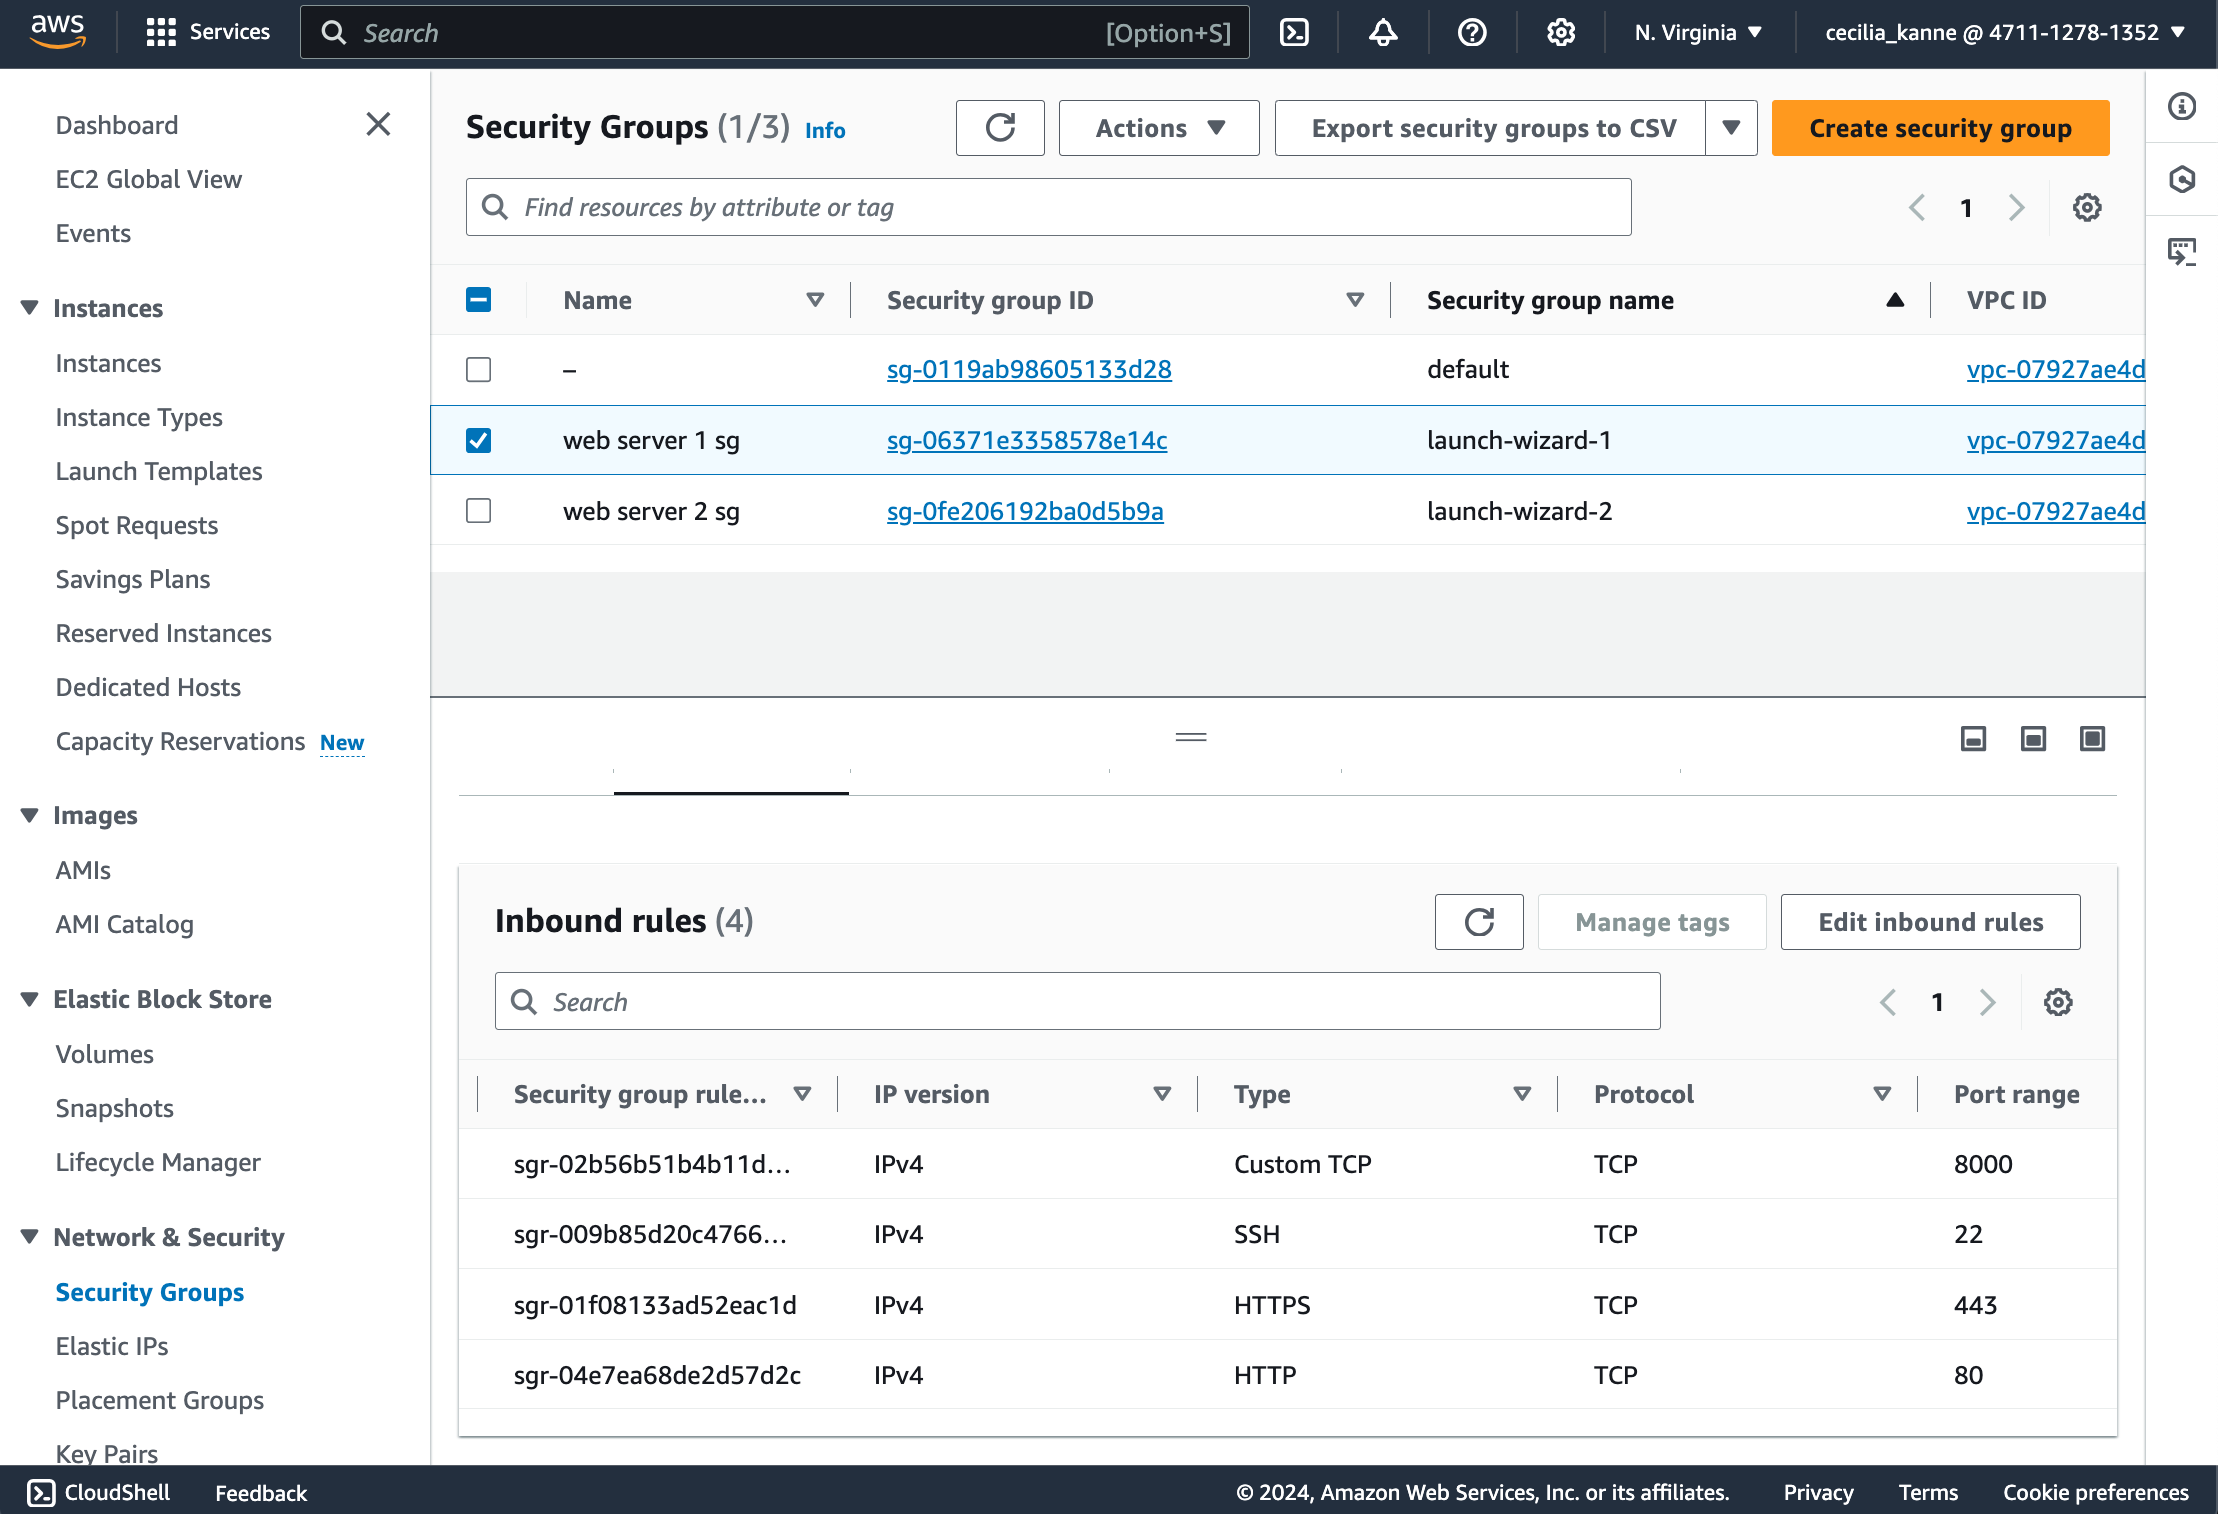 aws
Services
Search
[Option+S]
N. Virginia
cecilia_kanne @ 4711-1278-1352
Dashboard
EC2 Global View
Events
Instances
Instances
Instance Types
Launch Templates
Spot Requests
Savings Plans
Reserved Instances
Dedicated Hosts
Capacity Reservations New
Images
AMIs
AMI Catalog
Elastic Block Store
Volumes
Snapshots
Lifecycle Manager
Network & Security
Security Groups
Elastic IPs
Placement Groups
Key Pairs
Security Groups (1/3) Info
Actions
Export security groups to CSV
Create security group
Find resources by attribute or tag
1
Name Security group ID Security group name VPC ID
– sg-0119ab98605133d28 default vpc-07927ae4d
web server 1 sg sg-06371e3358578e14c launch-wizard-1 vpc-07927ae4d
web server 2 sg sg-0fe206192ba0d5b9a launch-wizard-2 vpc-07927ae4d
Inbound rules (4)
Manage tags
Edit inbound rules
Search
1
Security group rule... IP version Type Protocol Port range
sgr-02b56b51b4b11d... IPv4 Custom TCP TCP 8000
sgr-009b85d20c4766... IPv4 SSH TCP 22
sgr-01f08133ad52eac1d IPv4 HTTPS TCP 443
sgr-04e7ea68de2d57d2c IPv4 HTTP TCP 80
CloudShell Feedback © 2024, Amazon Web Services, Inc. or its affiliates. Privacy Terms Cookie preferences